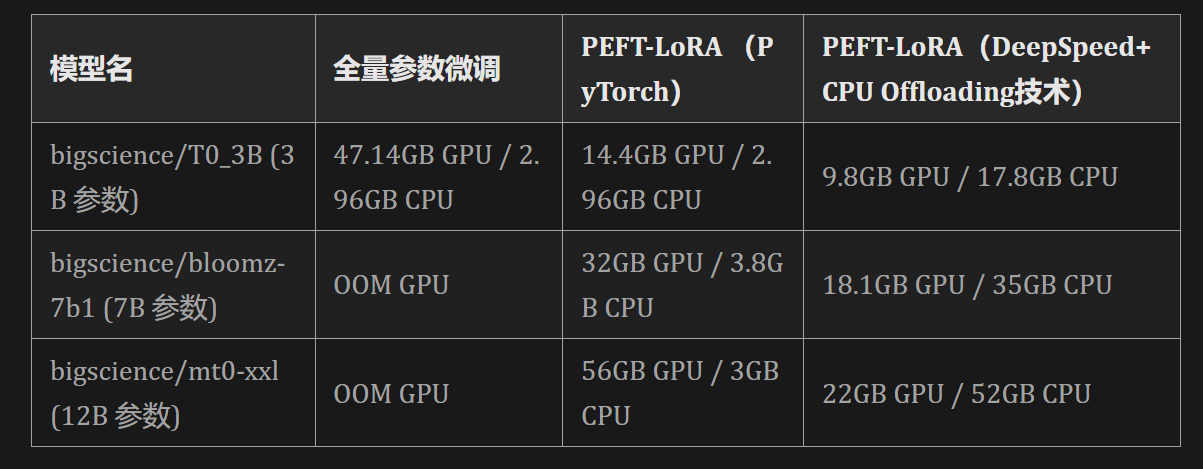 模型名
全量参数微调
PEFT-LoRA （P
yTorch）
PEFT-LoRA（DeepSpeed+
CPU Offloading技术）
bigscience/T0_3B (3
B 参数)
47.14GB GPU / 2.
96GB CPU
14.4GB GPU / 2.
96GB CPU
9.8GB GPU / 17.8GB CPU
bigscience/bloomz-
7b1 (7B 参数)
OOM GPU
32GB GPU / 3.8G
B CPU
18.1GB GPU / 35GB CPU
bigscience/mt0-xxl
(12B 参数)
OOM GPU
56GB GPU / 3GB
CPU
22GB GPU / 52GB CPU